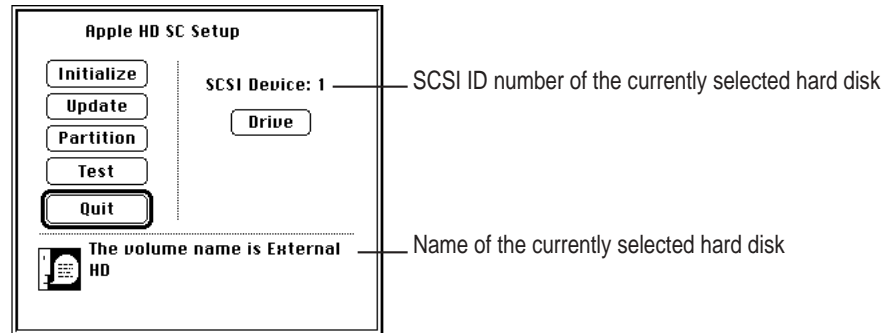 Apple HD SC Setup
Initialize
Update
Partition
Test
Quit
SCSI Device: 1
Drive
SCSI ID number of the currently selected hard disk
The volume name is External
HD
Name of the currently selected hard disk